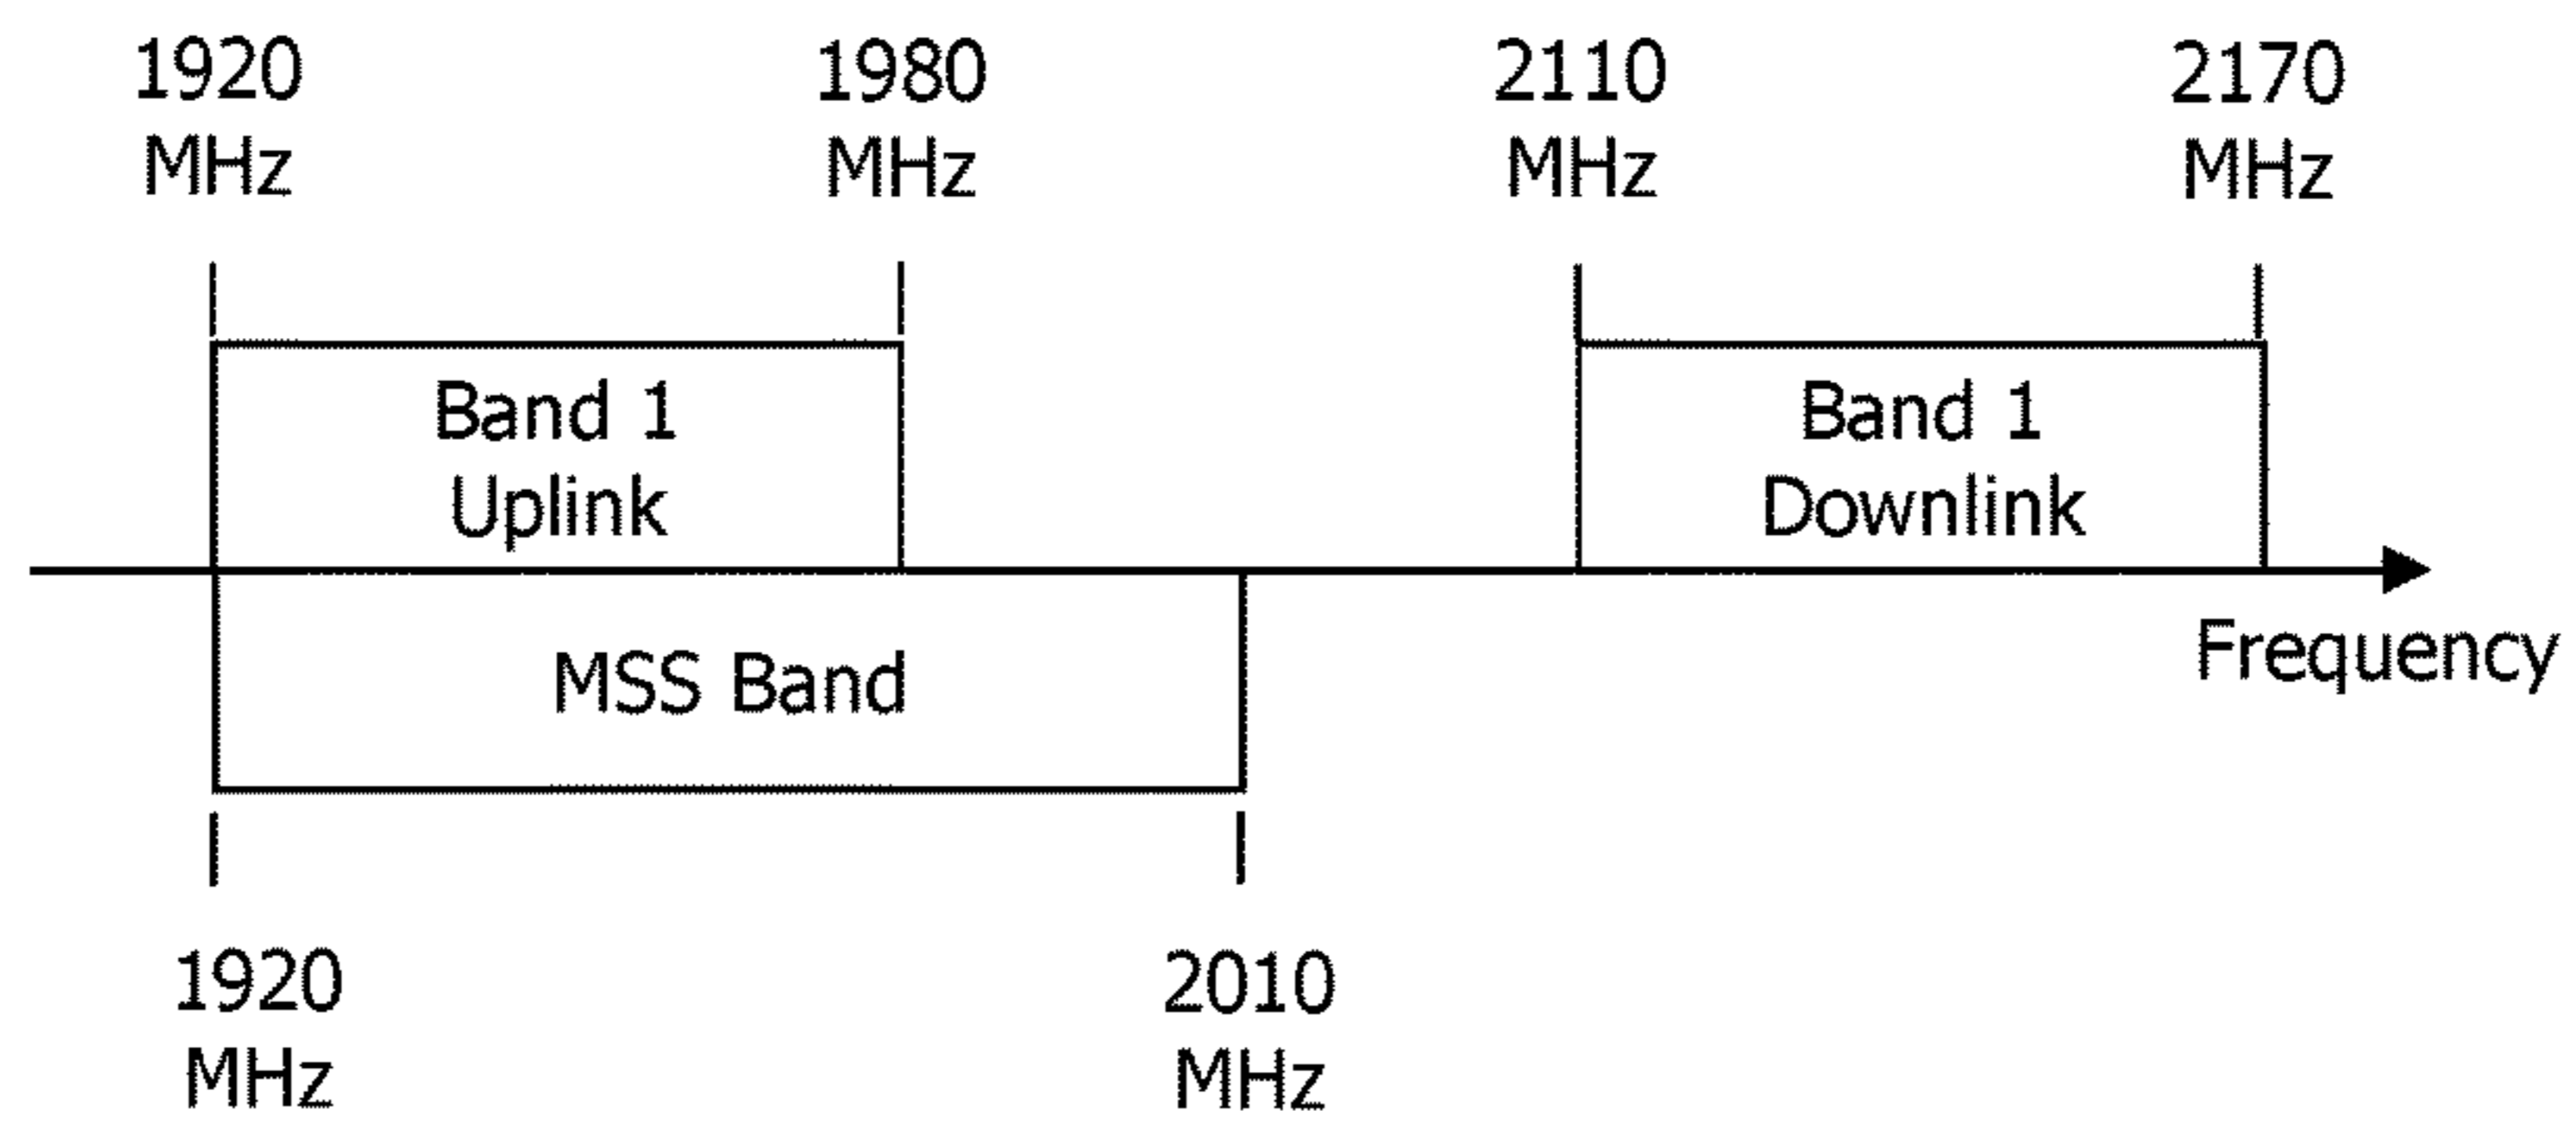 1920
MHz
1980
MHz
2110
MHz
2170
MHz
Band 1
Uplink
Band 1
Downlink
MSS Band
Frequency
1920
MHz
2010
MHz